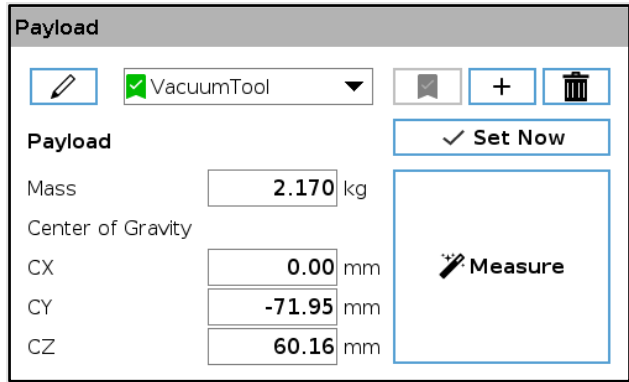 Payload
VacuumTool
+
Payload
Set Now
Mass 2.170 kg
Center of Gravity
CX 0.00 mm
Measure
CY -71.95 mm
CZ 60.16 mm